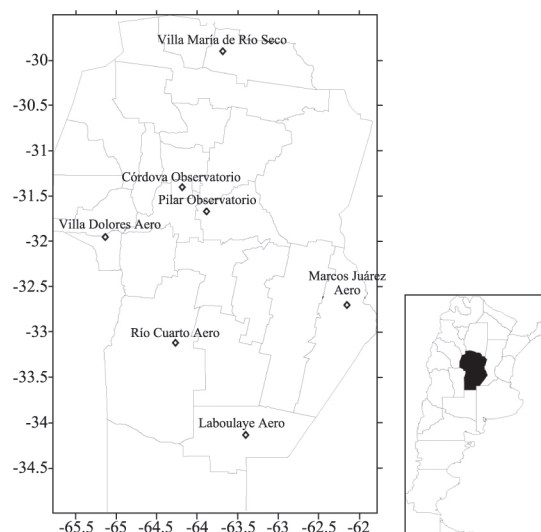 -30
Villa María de Río Seco
-30.5
-31
Córdova Observatorio
-31.5
Pilar Observatorio
Villa Dolores Aero
-32
Marcos Juárez
Aero
-32.5
-33
Río Cuarto Aero
-33.5
-34
Laboulaye Aero
-34.5
-65.5 -65 -64.5 -64 -63.5 -63 -62.5 -62